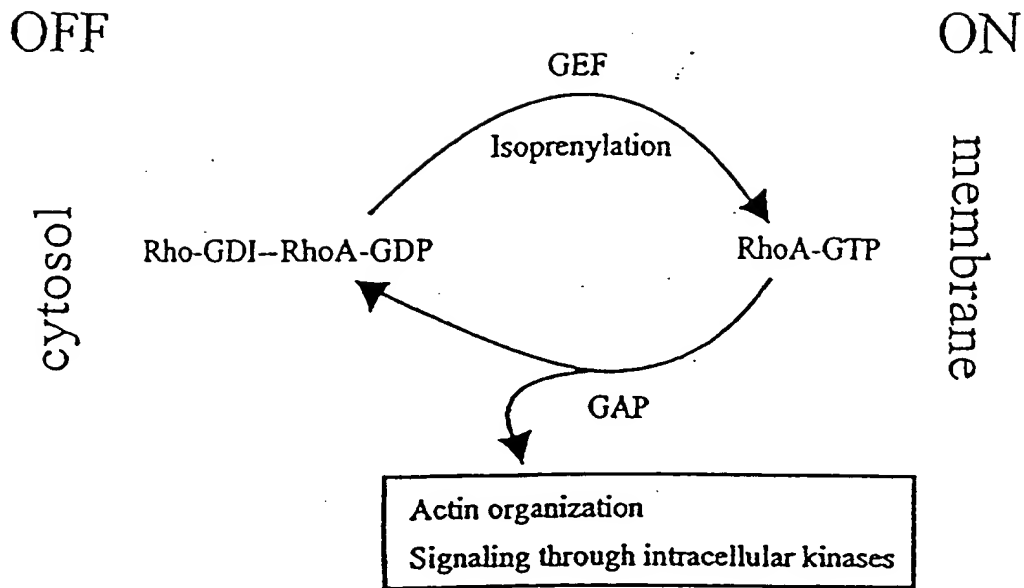 OFF
ON
GEF
Isoprenylation
cytosol
membrane
Rho-GDI--RhoA-GDP
RhoA-GTP
GAP
Actin organization
Signaling through intracellular kinases